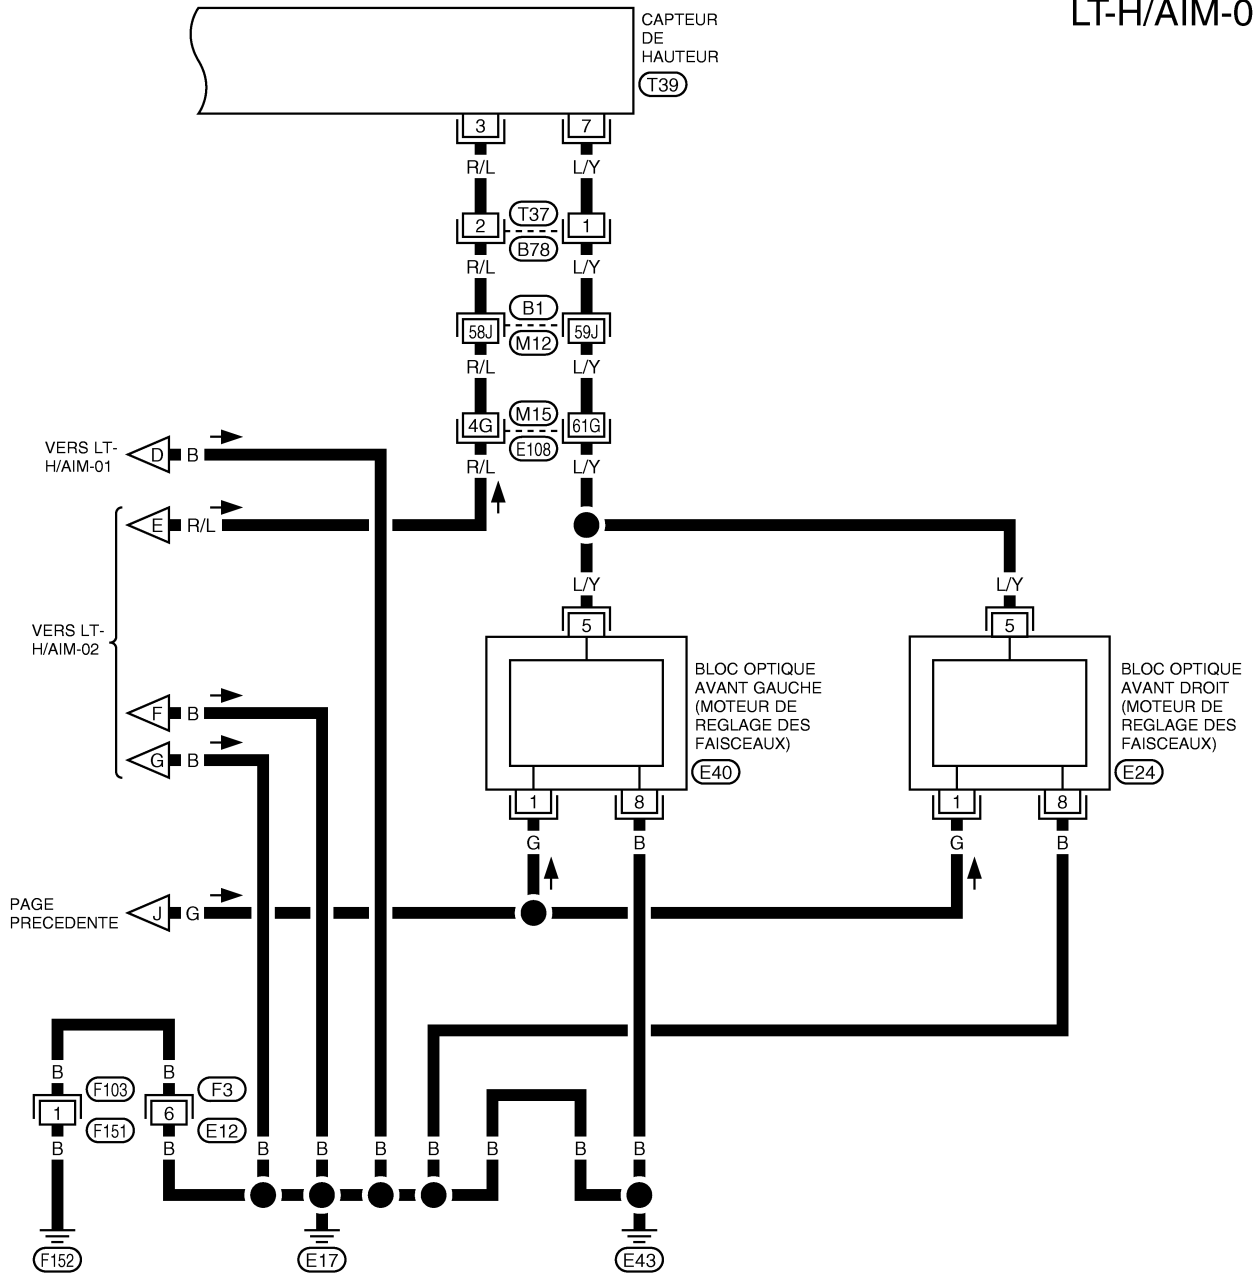 LT-H/AIM-0
CAPTEUR
DE
HAUTEUR
T39
3 7
R/L L/Y
T37
2 1
B78
R/L L/Y
B1
58J 59J
M12
R/L L/Y
M15
4G 61G
E108
VERS LT-
H/AIM-01
D B
R/L L/Y
E R/L
L/Y L/Y
5 5
VERS LT-
H/AIM-02
BLOC OPTIQUE
AVANT GAUCHE
(MOTEUR DE
REGLAGE DES
FAISCEAUX)
E40
BLOC OPTIQUE
AVANT DROIT
(MOTEUR DE
REGLAGE DES
FAISCEAUX)
E24
F B
G B
1 8 1 8
G B G B
PAGE
PRECEDENTE
J G
B B
F103 F3
1 6
F151 E12
B B B B B B B B B
F152 E17 E43